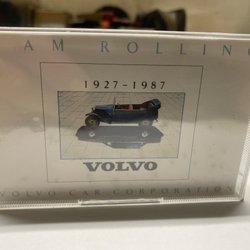 AM ROLLING
1927-1987
VOLVO
VOLVO CAR CORPORATION